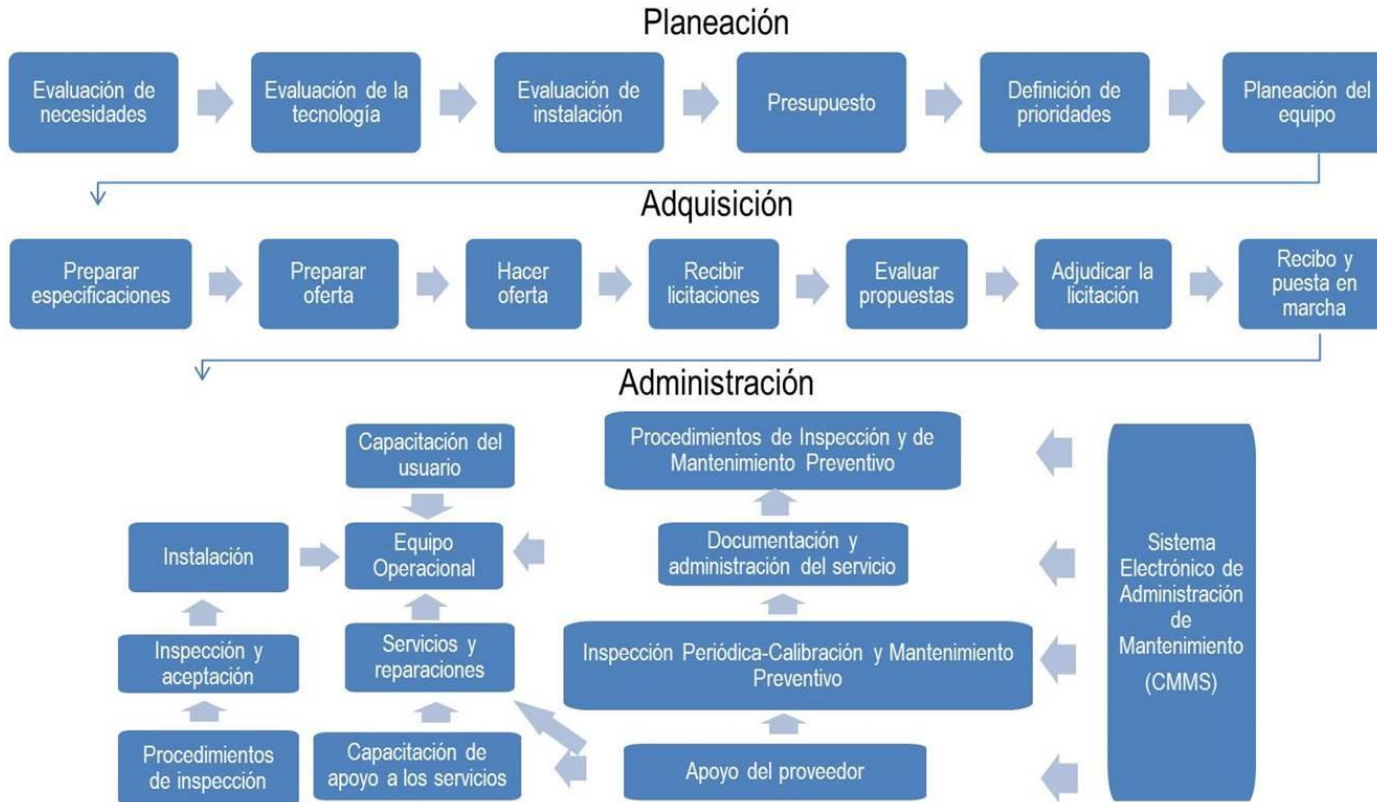 Planeación
Evaluación de
necesidades
Evaluación de la
tecnología
Evaluación de
instalación
Presupuesto
Definición de
prioridades
Planeación del
equipo
Adquisición
Preparar
especificaciones
Preparar
oferta
Hacer
oferta
Recibir
licitaciones
Evaluar
propuestas
Adjudicar la
licitación
Recibo y
puesta en
marcha
Administración
Capacitación del
usuario
Procedimientos de Inspección y de
Mantenimiento Preventivo
Instalación
Equipo
Operacional
Documentación y
administración del servicio
Inspección y
aceptación
Servicios y
reparaciones
Inspección Periódica-Calibración y Mantenimiento
Preventivo
Procedimientos
de inspección
Capacitación de
apoyo a los servicios
Apoyo del proveedor
Sistema
Electrónico de
Administración
de
Mantenimiento
(CMMS)